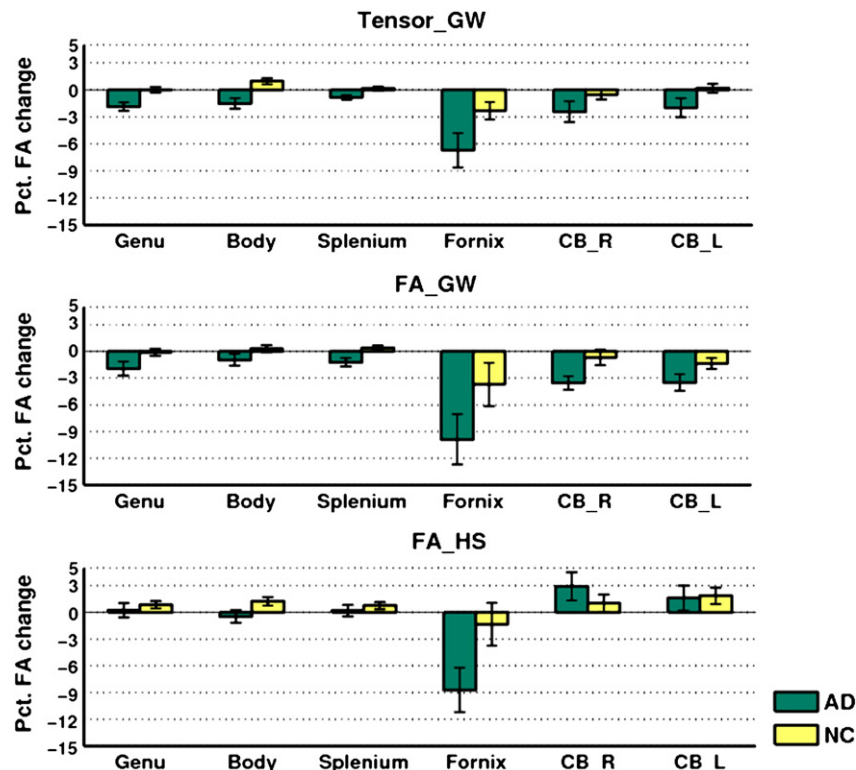 Tensor_GW
Pct. FA change
5
3
0
−3
−6
−9
−12
−15
Genu Body Splenium Fornix CB_R CB_L
FA_GW
Pct. FA change
5
3
0
−3
−6
−9
−12
−15
Genu Body Splenium Fornix CB_R CB_L
FA_HS
Pct. FA change
5
3
0
−3
−6
−9
−12
−15
Genu Body Splenium Fornix CB_R CB_L
AD
NC